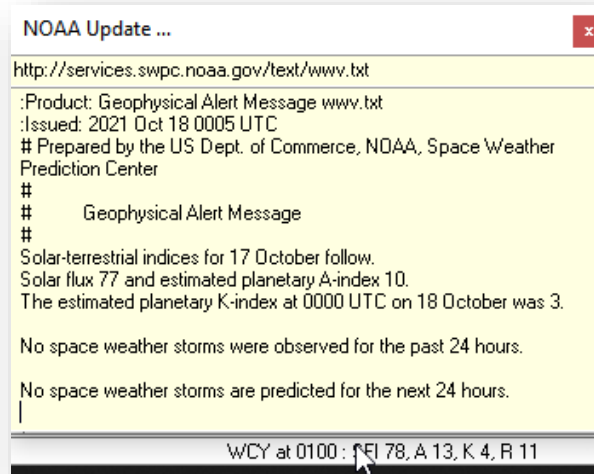 NOAA Update ...
x
http://services.swpc.noaa.gov/text/wwv.txt
:Product: Geophysical Alert Message wwv.txt
:Issued: 2021 Oct 18 0005 UTC
# Prepared by the US Dept. of Commerce, NOAA, Space Weather
Prediction Center
#
#          Geophysical Alert Message
#
Solar-terrestrial indices for 17 October follow.
Solar flux 77 and estimated planetary A-index 10.
The estimated planetary K-index at 0000 UTC on 18 October was 3.
No space weather storms were observed for the past 24 hours.
No space weather storms are predicted for the next 24 hours.
WCY at 0100 : SFI 78, A 13, K 4, R 11